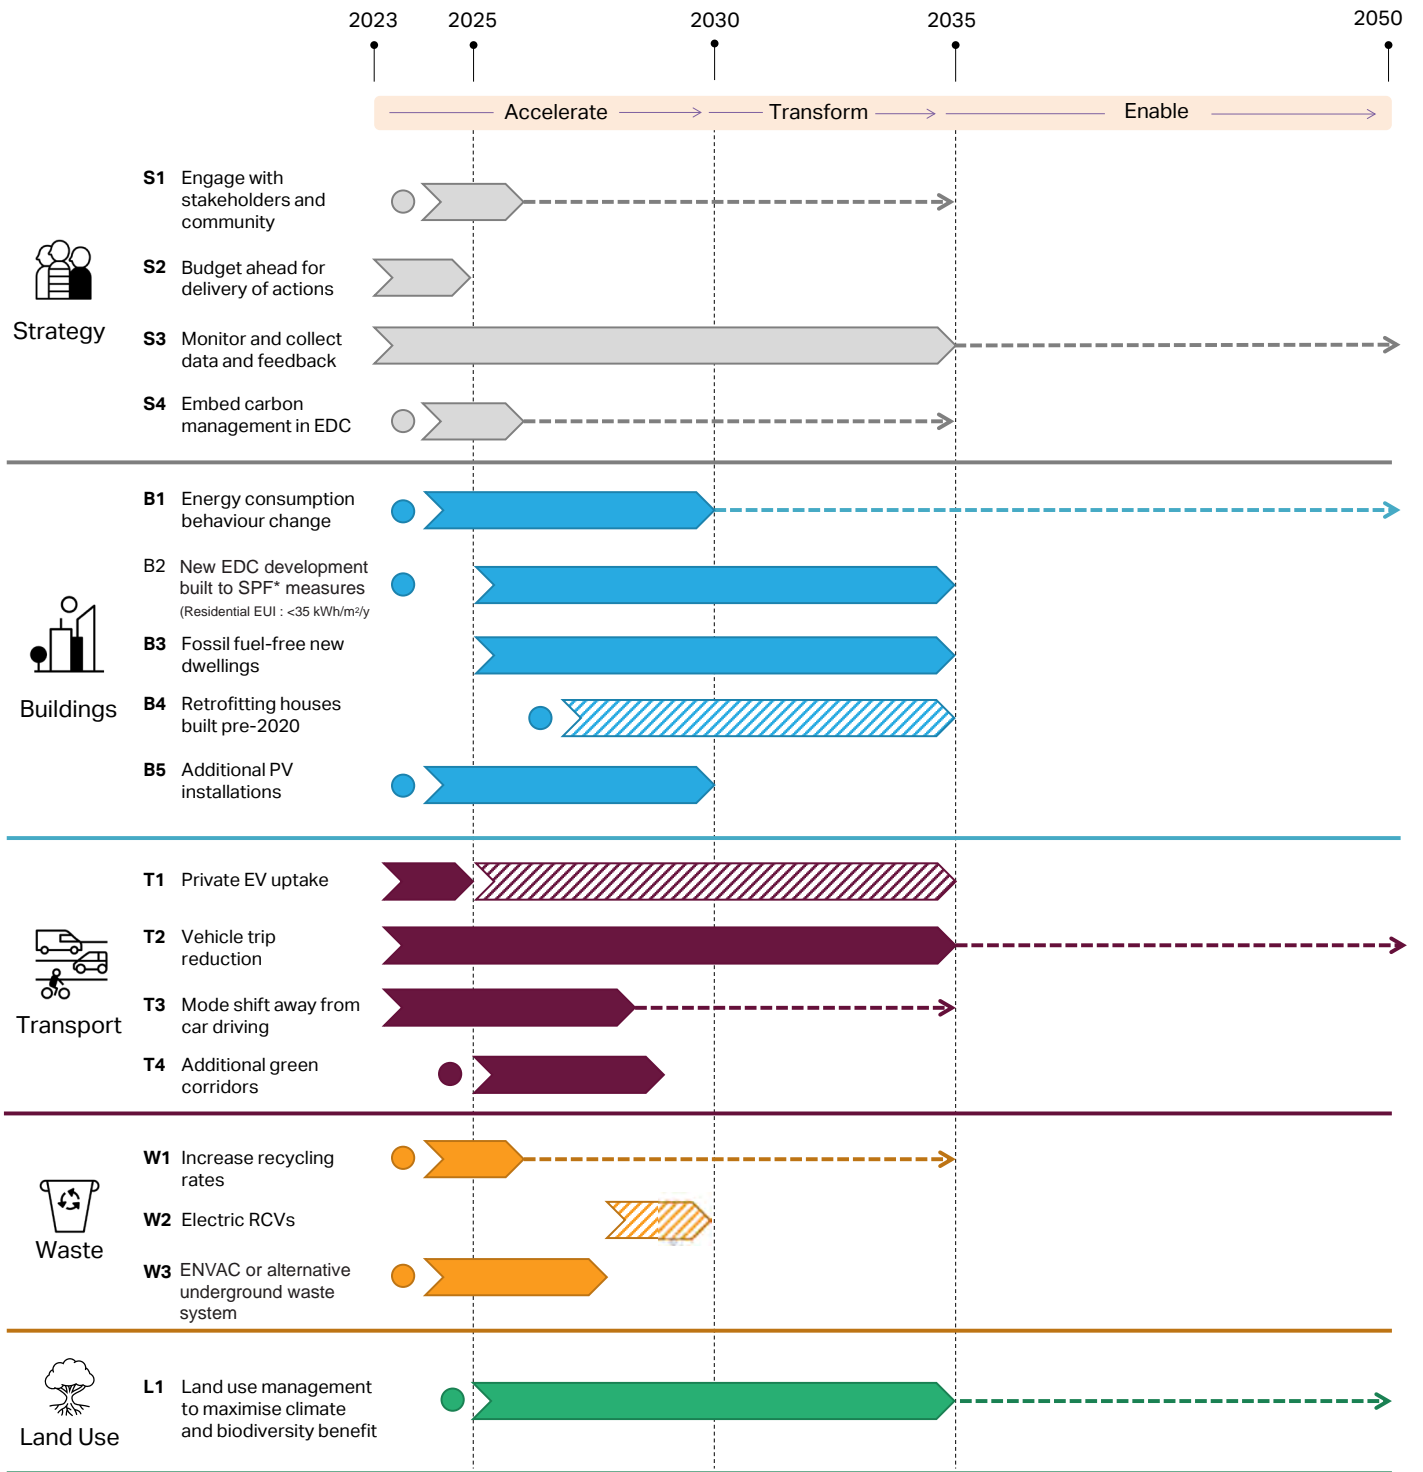 2023 2025 2030 2035 2050
Accelerate Transform Enable
Strategy
S1 Engage with
stakeholders and
community
S2 Budget ahead for
delivery of actions
S3 Monitor and collect
data and feedback
S4 Embed carbon
management in EDC
Buildings
B1 Energy consumption
behaviour change
B2 New EDC development
built to SPF* measures
(Residential EUI : <35 kWh/m²/y
B3 Fossil fuel-free new
dwellings
B4 Retrofitting houses
built pre-2020
B5 Additional PV
installations
Transport
T1 Private EV uptake
T2 Vehicle trip
reduction
T3 Mode shift away from
car driving
T4 Additional green
corridors
Waste
W1 Increase recycling
rates
W2 Electric RCVs
W3 ENVAC or alternative
underground waste
system
Land Use
L1 Land use management
to maximise climate
and biodiversity benefit